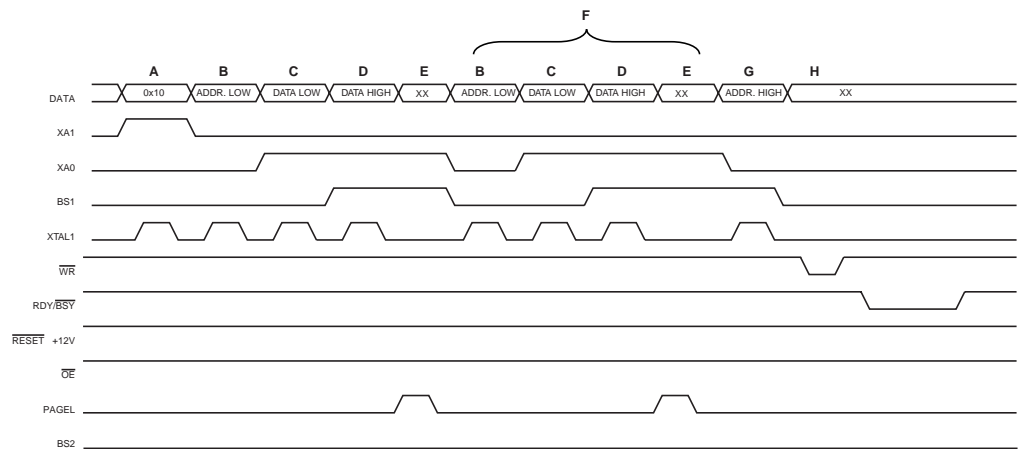 F
A B C D E B C D E G H
DATA 0x10 ADDR. LOW DATA LOW DATA HIGH XX ADDR. LOW DATA LOW DATA HIGH XX ADDR. HIGH XX
XA1
XA0
BS1
XTAL1
WR
RDY/BSY
RESET +12V
OE
PAGEL
BS2